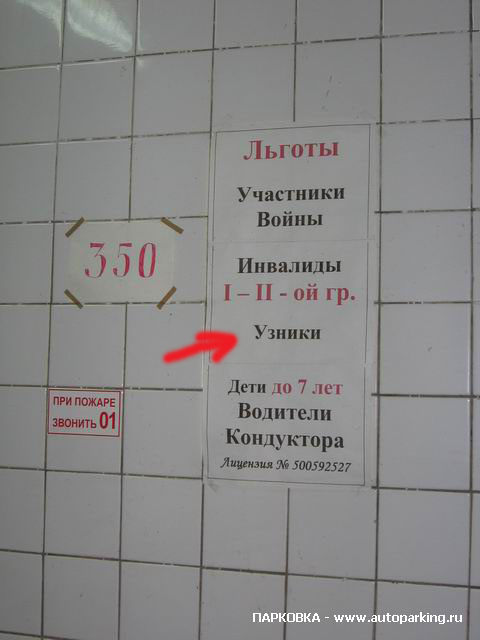 Льготы
Участники
Войны
Инвалиды
I – II - ой гр.
Узники
Дети до 7 лет
Водители
Кондуктора
Лицензия № 500592527
350
ПРИ ПОЖАРЕ
ЗВОНИТЬ 01
ПАРКОВКА - www.autoparking.ru